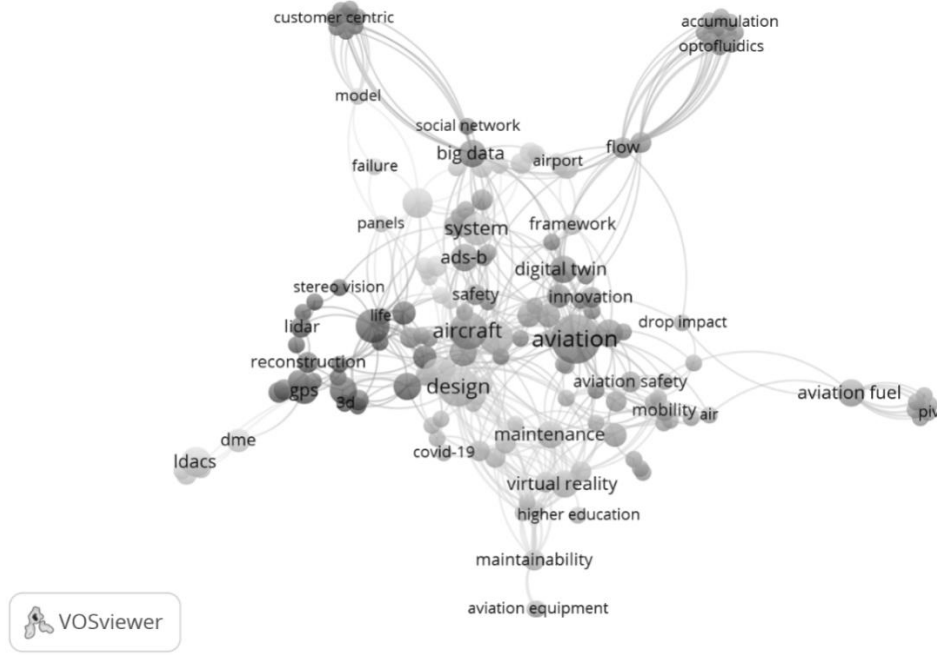 customer centric
accumulation
optofluidics
model
social network
big data
flow
airport
failure
panels
system
framework
ads-b
digital twin
stereo vision
safety
innovation
life
lidar
aircraft
aviation
drop impact
reconstruction
gps
3d
design
aviation safety
aviation fuel
mobility
air
piv
dme
maintenance
covid-19
ldacs
virtual reality
higher education
maintainability
aviation equipment
VOSviewer